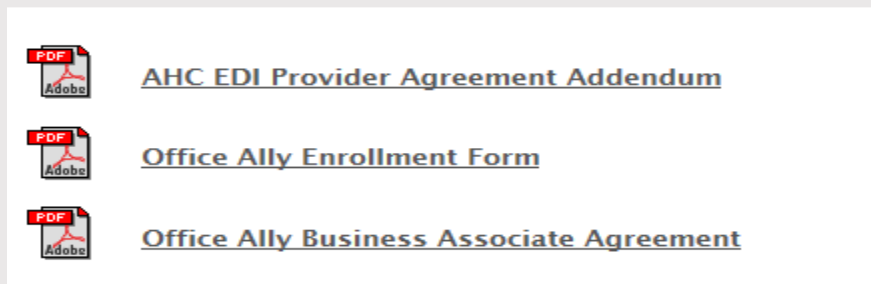 PDF
Adobe
AHC EDI Provider Agreement Addendum
PDF
Adobe
Office Ally Enrollment Form
PDF
Adobe
Office Ally Business Associate Agreement